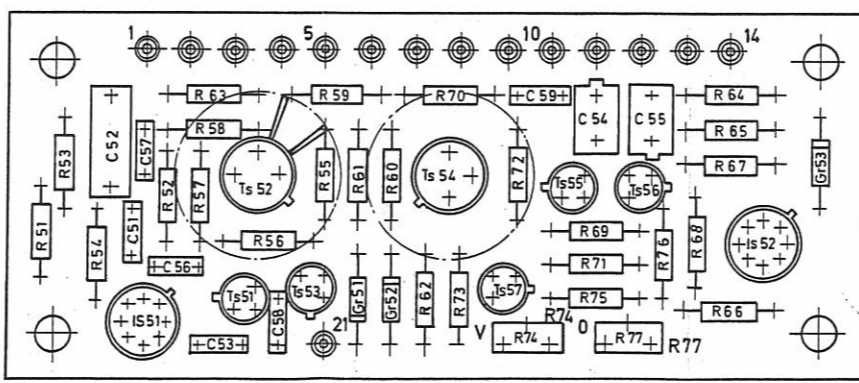 1 5 10 14
R 63 R 59 R 70 C 59 R 64
C 52 C57 R 58 C 54 C 55 R 65
R 53 R 52 R 57 Ts 52 R 55 R 61 R 60 Ts 54 R 72 Ts55 Ts56 R 67 Gr53
R 51 R 54 C51 R 56 R 69 R 76 R 68 Is 52
C 56 R 71
Ts51 Ts53 Gr51 Gr52 R 62 R 73 Ts57 R 75
IS51 C58 R 66
C53 21 V R74 R74 0 R 77 R77